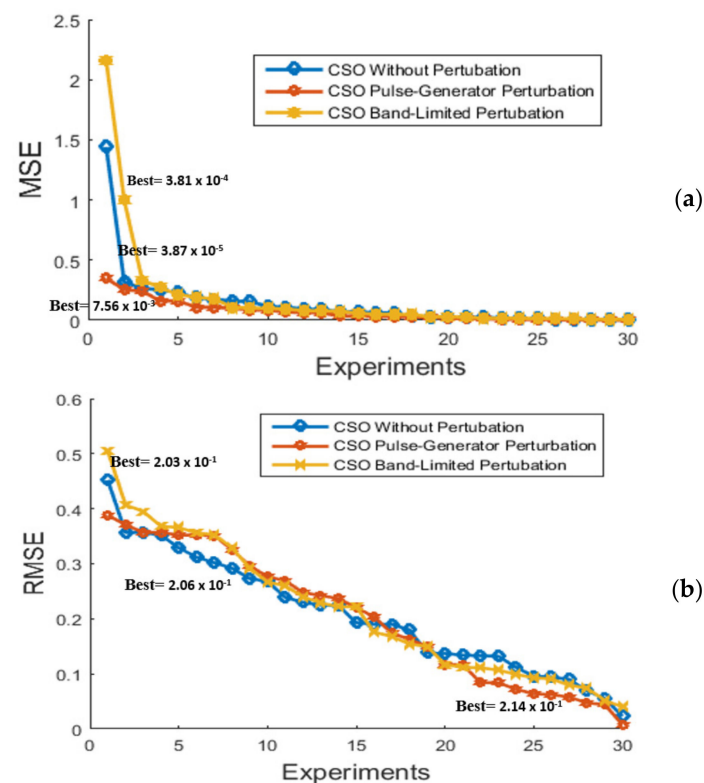 2.5
2
1.5
1
0.5
0
MSE
CSO Without Pertubation
CSO Pulse-Generator Perturbation
CSO Band-Limited Pertubation
Best= 3.81 x 10-4
Best= 3.87 x 10-5
Best= 7.56 x 10-3
(a)
0 5 10 15 20 25 30
Experiments
0.6
0.5
0.4
0.3
0.2
0.1
0
RMSE
CSO Without Pertubation
CSO Pulse-Generator Perturbation
CSO Band-Limited Pertubation
Best= 2.03 x 10-1
Best= 2.06 x 10-1
Best= 2.14 x 10-1
(b)
0 5 10 15 20 25 30
Experiments